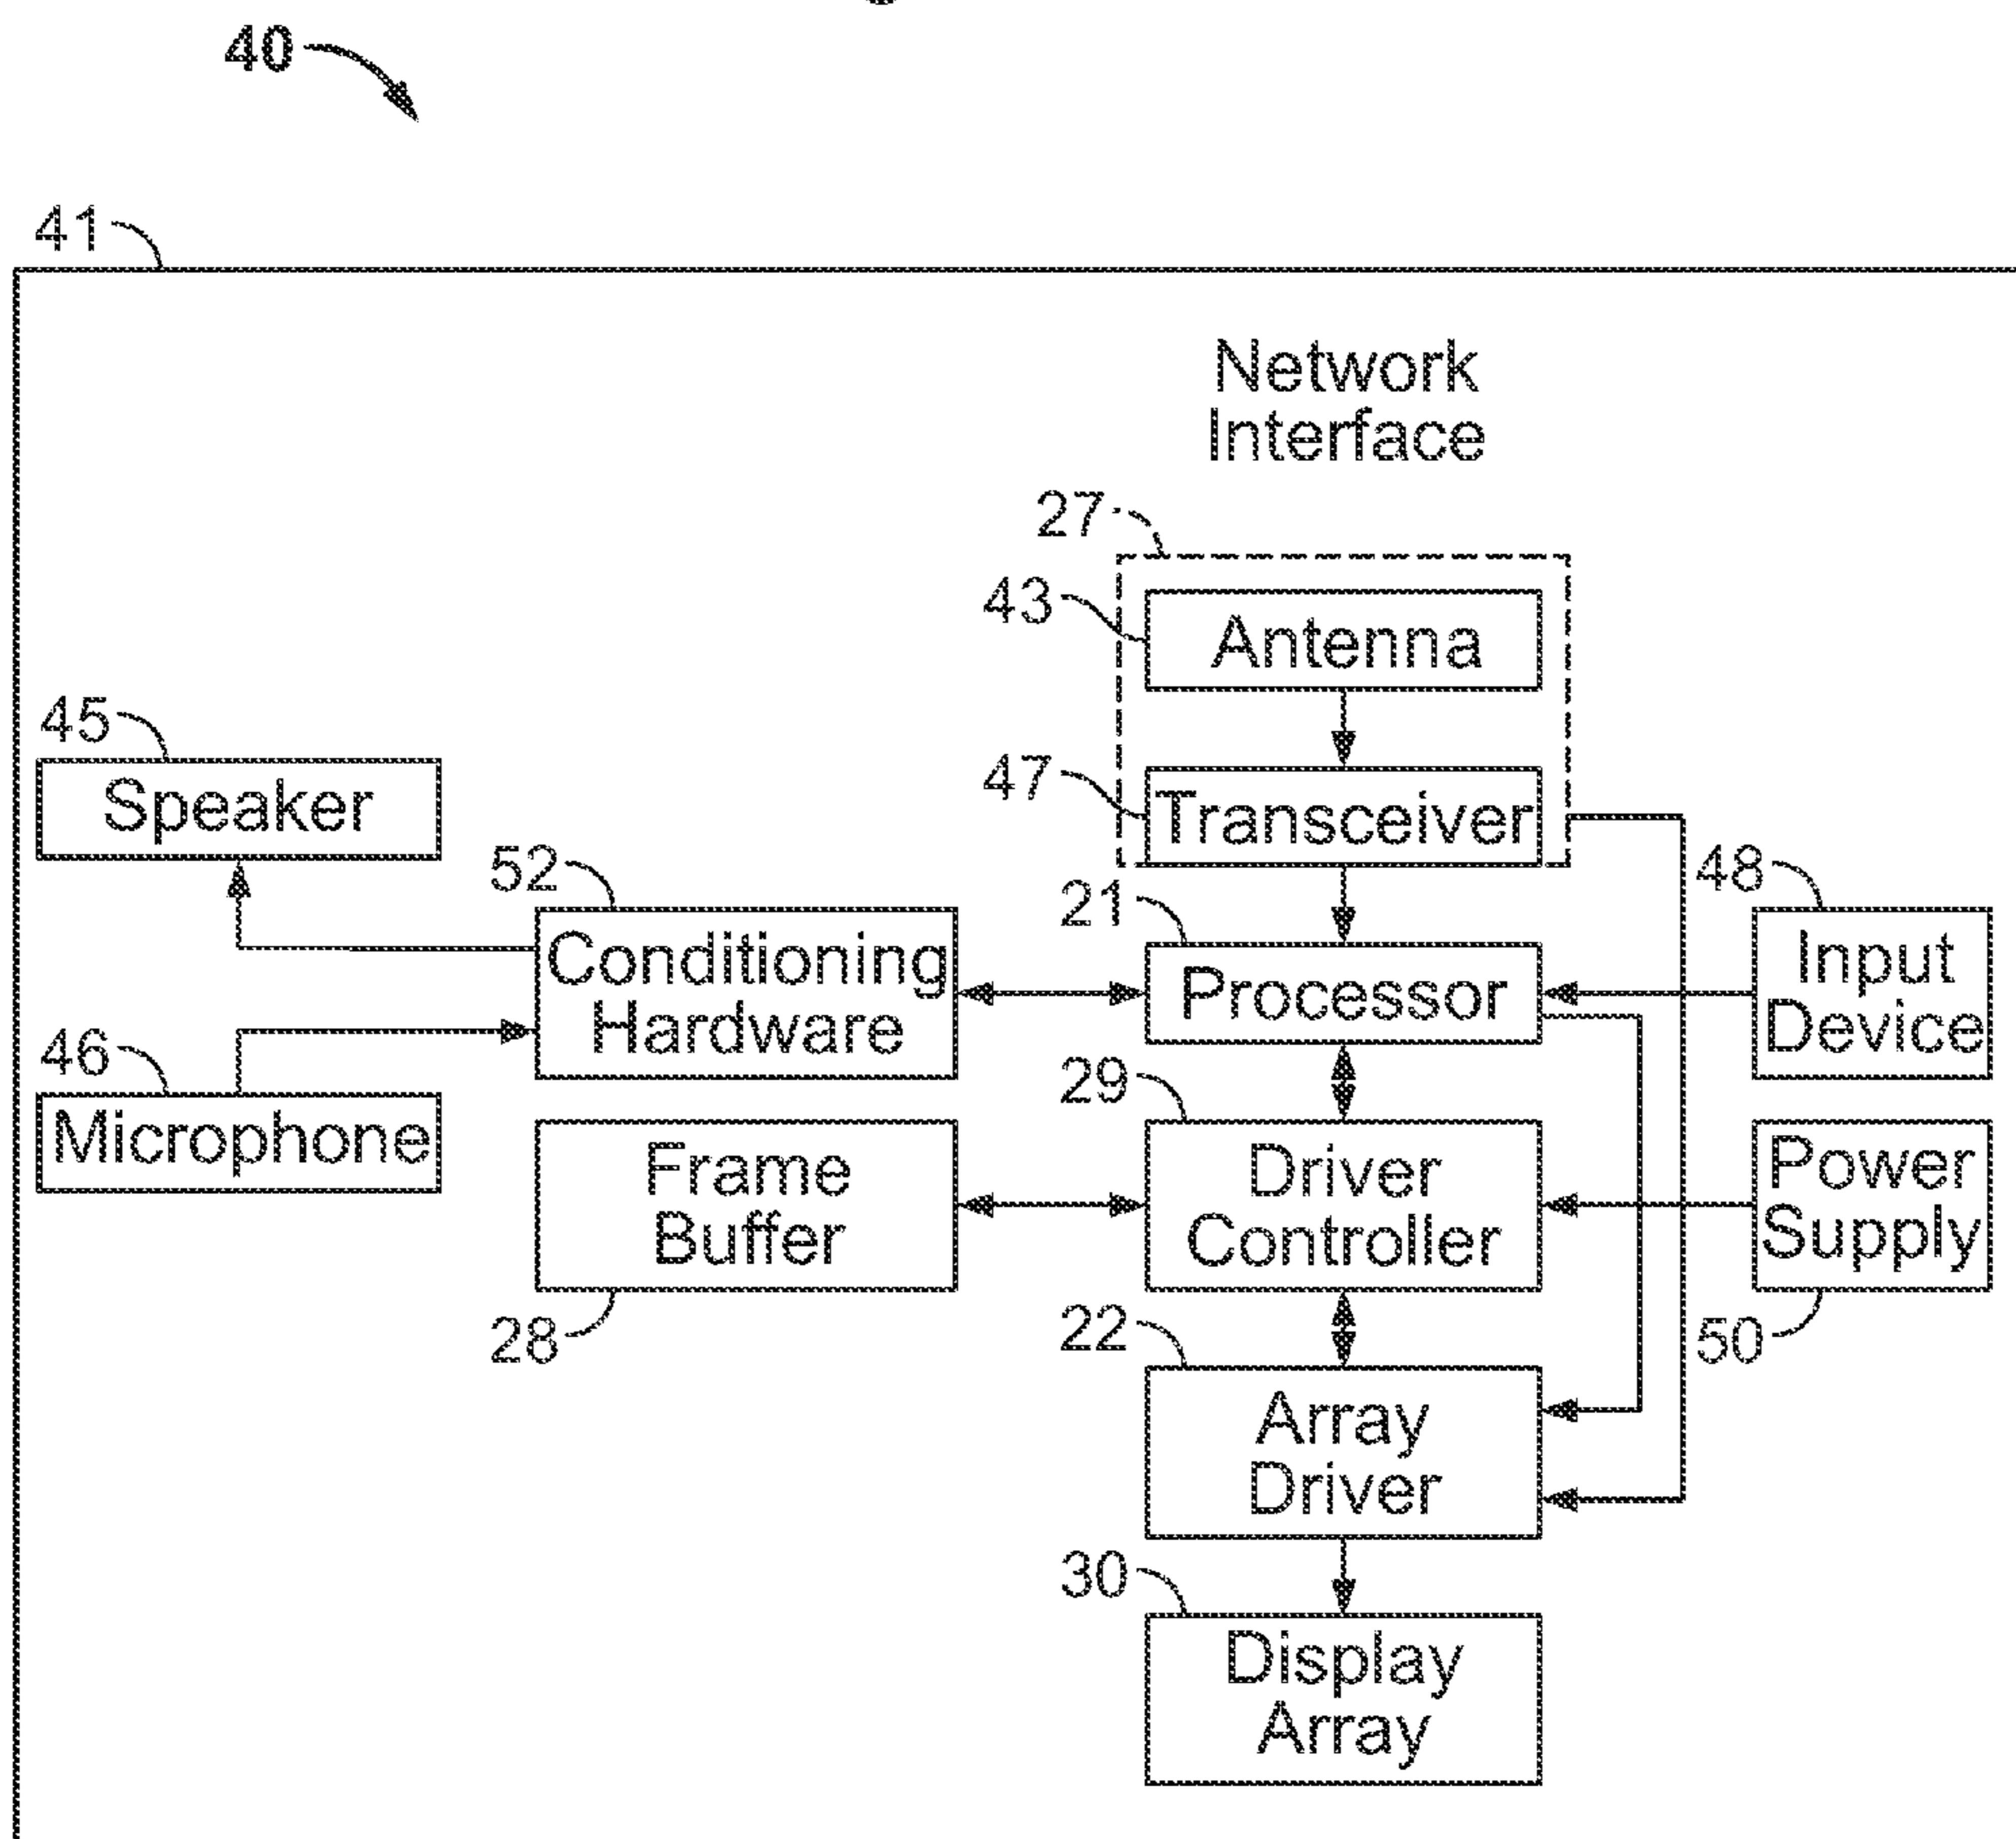 40
41
Network
Interface
27
43
Antenna
45
Speaker
47
Transceiver
52
Conditioning
Hardware
21
Processor
48
Input
Device
46
Microphone
29
Driver
Controller
Frame
Buffer
28
Power
Supply
50
22
Array
Driver
30
Display
Array